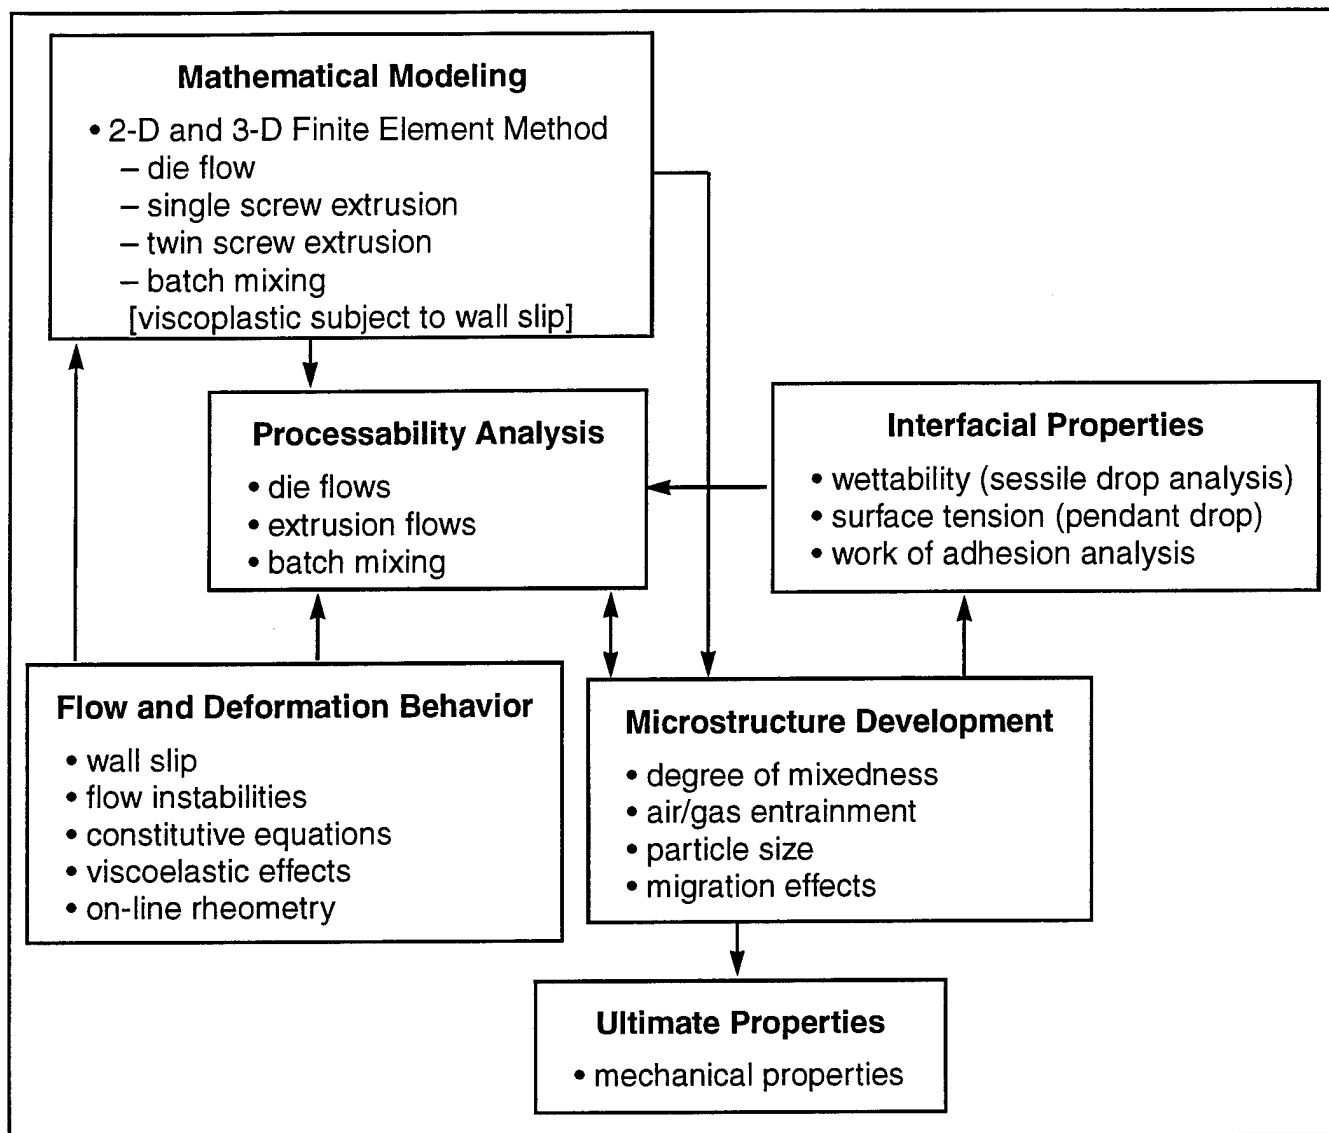 Mathematical Modeling
• 2-D and 3-D Finite Element Method
– die flow
– single screw extrusion
– twin screw extrusion
– batch mixing
[viscoplastic subject to wall slip]
Processability Analysis
• die flows
• extrusion flows
• batch mixing
Interfacial Properties
• wettability (sessile drop analysis)
• surface tension (pendant drop)
• work of adhesion analysis
Flow and Deformation Behavior
• wall slip
• flow instabilities
• constitutive equations
• viscoelastic effects
• on-line rheometry
Microstructure Development
• degree of mixedness
• air/gas entrainment
• particle size
• migration effects
Ultimate Properties
• mechanical properties